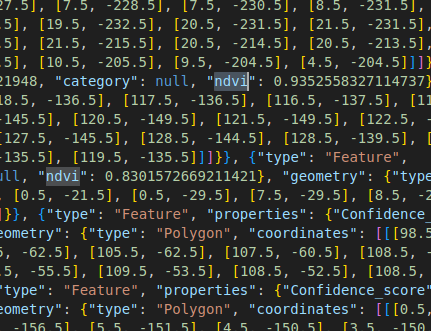 27.5], [7.5, -228.5], [7.5, -230.5], [8.5, -231.5],
.5], [19.5, -232.5], [20.5, -231.5], [21.5, -231.5],
.5], [21.5, -215.5], [20.5, -214.5], [20.5, -213.5],
.5], [10.5, -205.5], [9.5, -204.5], [4.5, -204.5]]]}
21948, "category": null, "ndvi": 0.9352558327114737}
18.5, -136.5], [117.5, -136.5], [116.5, -137.5], [11
-145.5], [120.5, -149.5], [121.5, -149.5], [122.5, -
[127.5, -145.5], [128.5, -144.5], [128.5, -139.5], [
-135.5], [119.5, -135.5]]]}}, {"type": "Feature",
ull, "ndvi": 0.8301572669211421}, "geometry": {"type
, [0.5, -21.5], [0.5, -29.5], [7.5, -29.5], [8.5, -2
]}}, {"type": "Feature", "properties": {"Confidence_
eometry": {"type": "Polygon", "coordinates": [[[98.5
5, -62.5], [105.5, -62.5], [107.5, -60.5], [108.5, -
.5, -55.5], [109.5, -53.5], [108.5, -52.5], [108.5,
"type": "Feature", "properties": {"Confidence_score"
eometry": {"type": "Polygon", "coordinates": [[[0.5,
-156.5], [5.5, -151.5], [4.5, -150.5], [3.5, -150